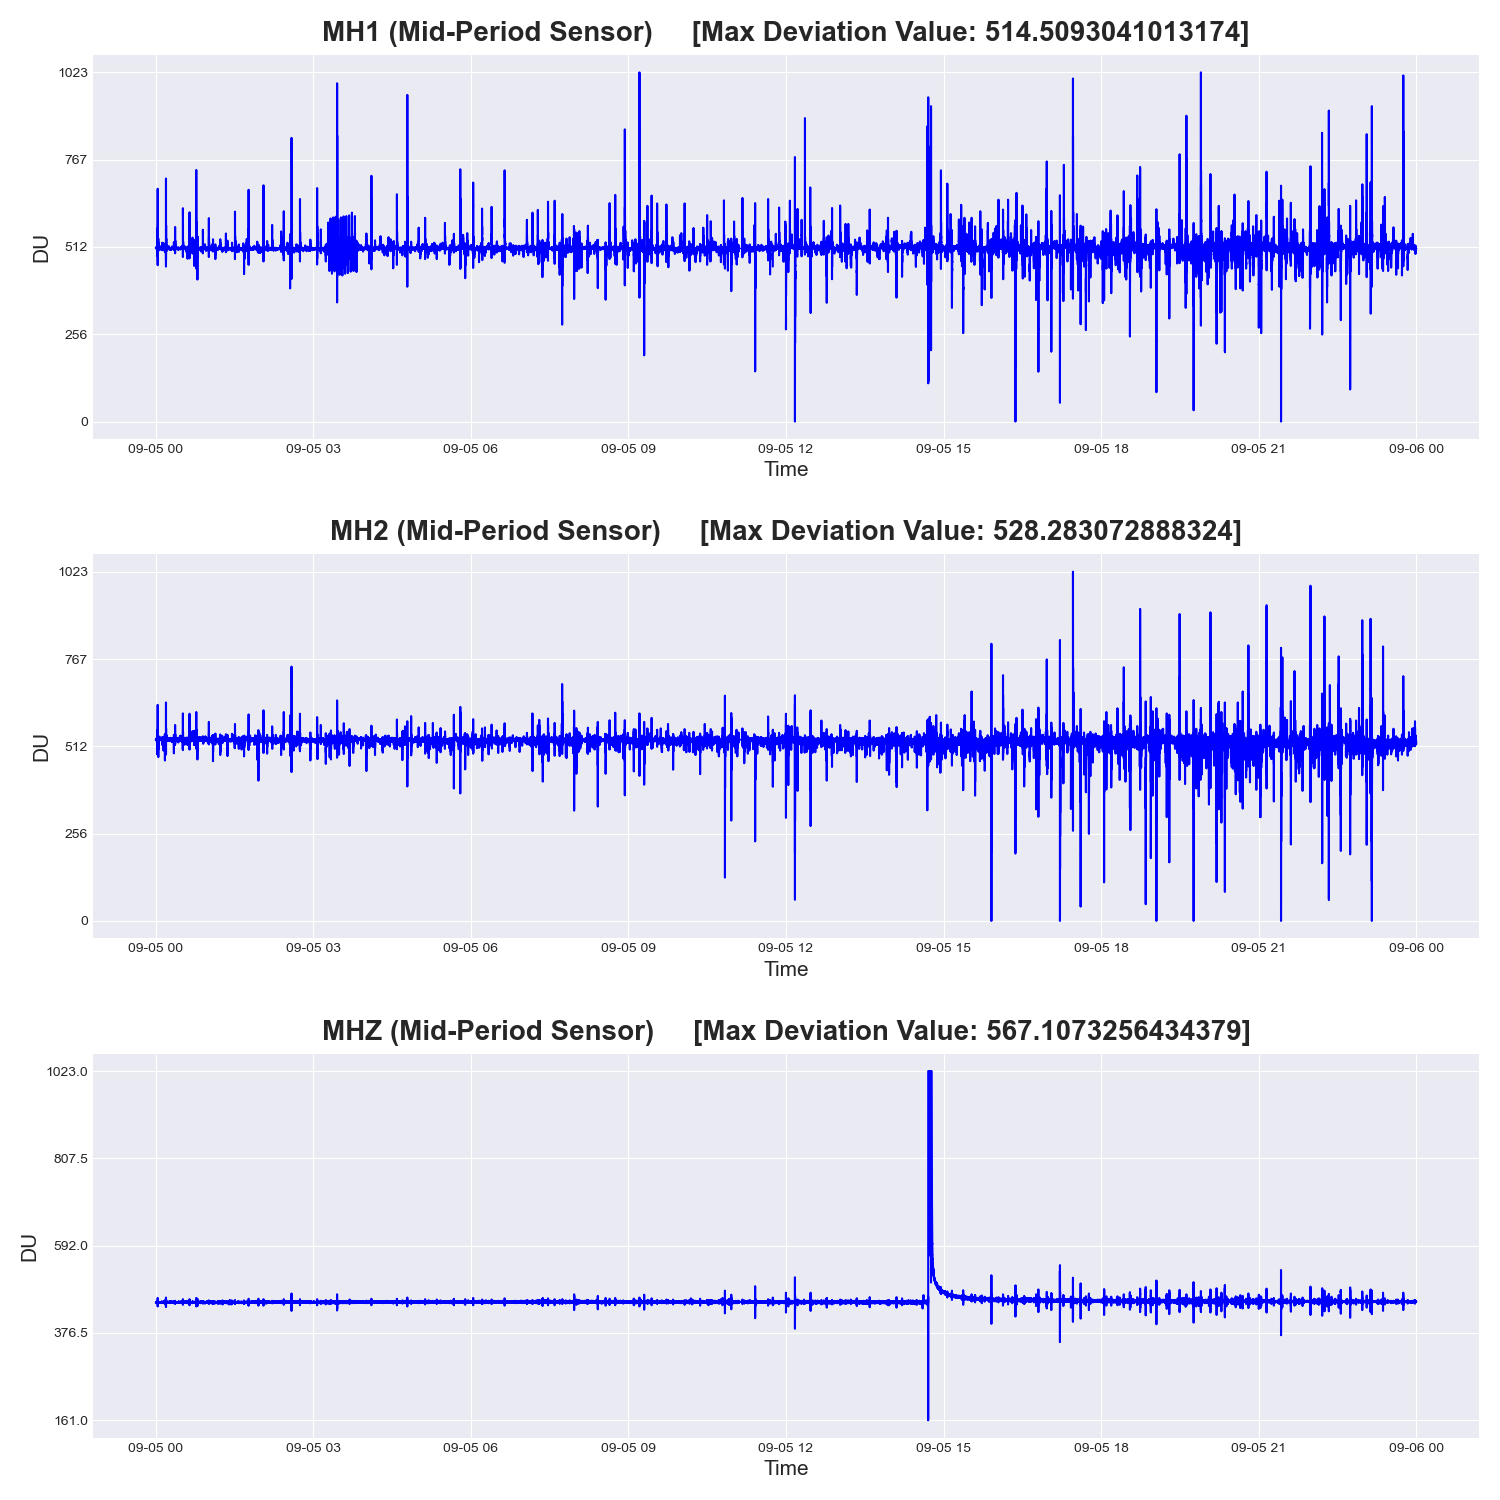 MH1 (Mid-Period Sensor) [Max Deviation Value: 514.5093041013174]
1023
767
512
256
0
DU
09-05 00 09-05 03 09-05 06 09-05 09 09-05 12 09-05 15 09-05 18 09-05 21 09-06 00
Time
MH2 (Mid-Period Sensor) [Max Deviation Value: 528.283072888324]
1023
767
512
256
0
DU
09-05 00 09-05 03 09-05 06 09-05 09 09-05 12 09-05 15 09-05 18 09-05 21 09-06 00
Time
MHZ (Mid-Period Sensor) [Max Deviation Value: 567.1073256434379]
1023.0
807.5
592.0
376.5
161.0
DU
09-05 00 09-05 03 09-05 06 09-05 09 09-05 12 09-05 15 09-05 18 09-05 21 09-06 00
Time